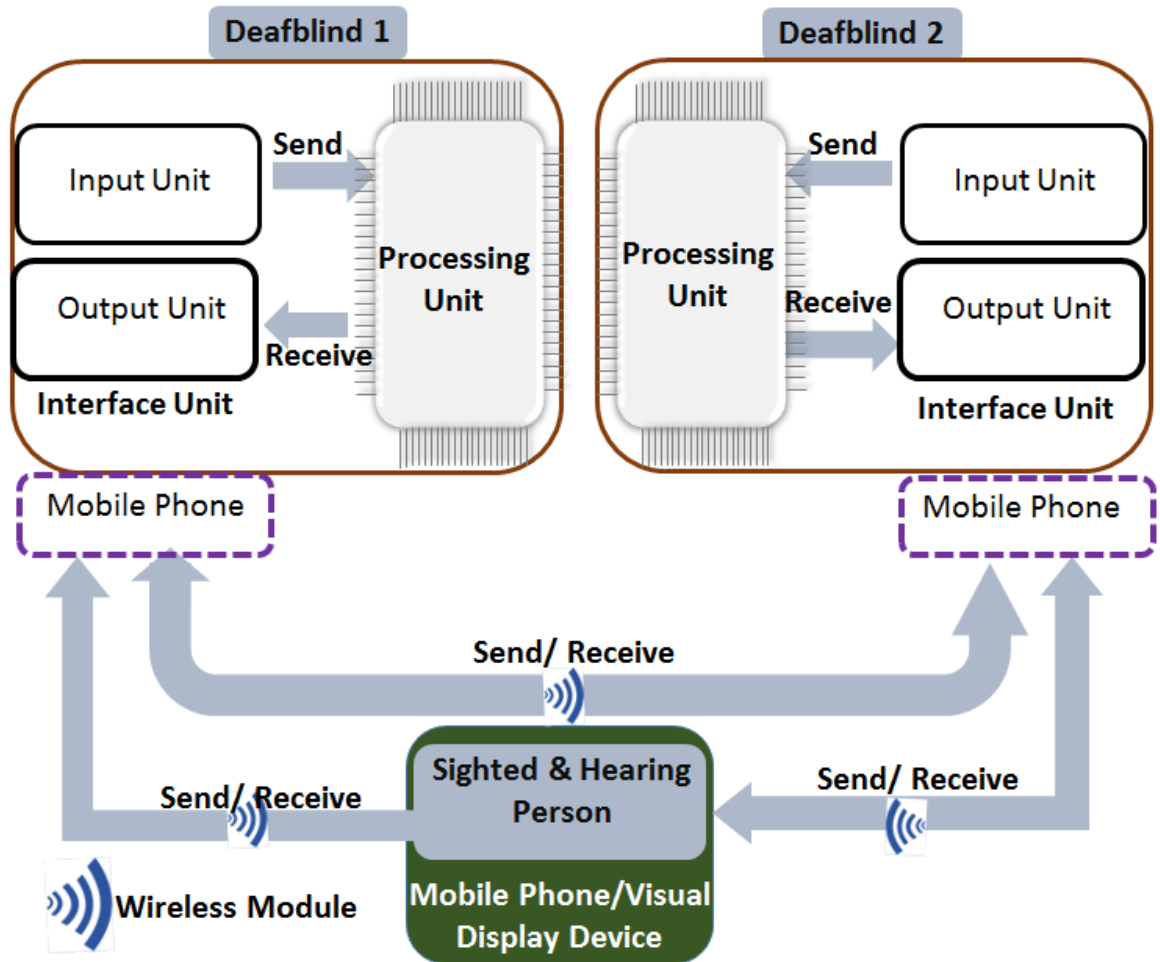 Deafblind 1
Deafblind 2
Send
Input Unit
Processing
Unit
Output Unit
Receive
Interface Unit
Send
Input Unit
Processing
Unit
Receive
Output Unit
Interface Unit
Mobile Phone
Mobile Phone
Send/ Receive
Send/ Receive
Sighted & Hearing
Person
Send/ Receive
Mobile Phone/Visual
Display Device
Wireless Module